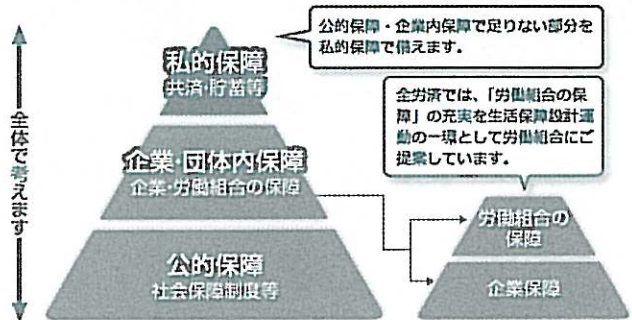 公的保障・企業内保障で足りない部分を
私的保障で備えます。
私的保障
共済・貯蓄等
全労済では、「労働組合の保
障」の充実を生活保障設計運
動の一環として労働組合にご
提案しています。
全体で考えます
企業・団体内保障
企業・労働組合の保障
労働組合の
保障
公的保障
社会保障制度等
企業保障